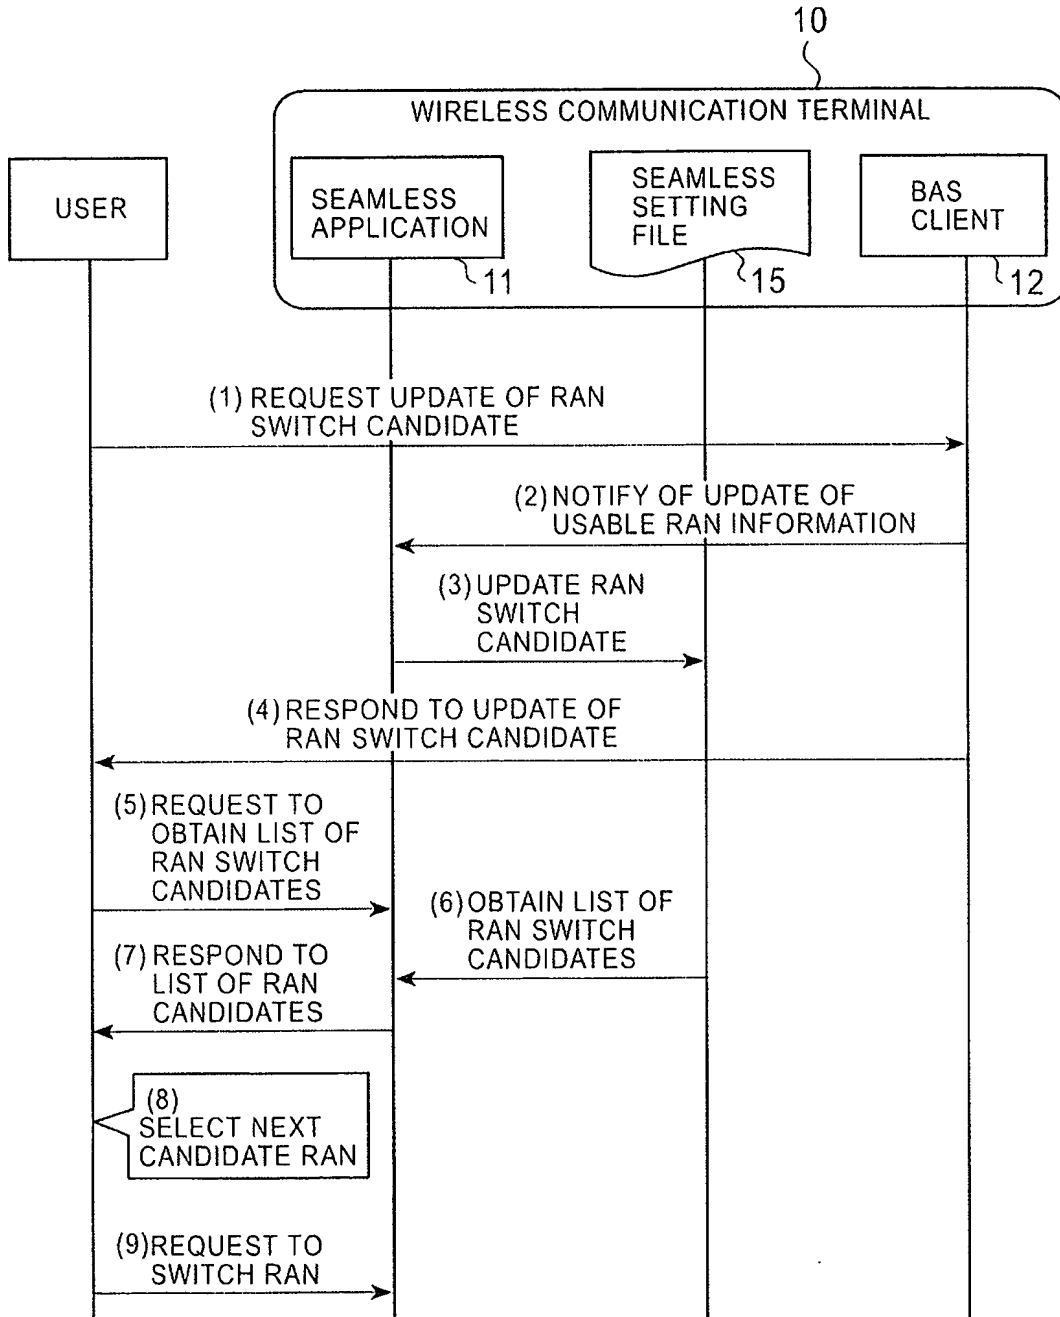 10
WIRELESS COMMUNICATION TERMINAL
USER
SEAMLESS
APPLICATION
11
SEAMLESS
SETTING
FILE
15
BAS
CLIENT
12
(1) REQUEST UPDATE OF RAN
SWITCH CANDIDATE
(2) NOTIFY OF UPDATE OF
USABLE RAN INFORMATION
(3) UPDATE RAN
SWITCH
CANDIDATE
(4) RESPOND TO UPDATE OF
RAN SWITCH CANDIDATE
(5) REQUEST TO
OBTAIN LIST OF
RAN SWITCH
CANDIDATES
(6) OBTAIN LIST OF
RAN SWITCH
CANDIDATES
(7) RESPOND TO
LIST OF RAN
CANDIDATES
(8)
SELECT NEXT
CANDIDATE RAN
(9) REQUEST TO
SWITCH RAN